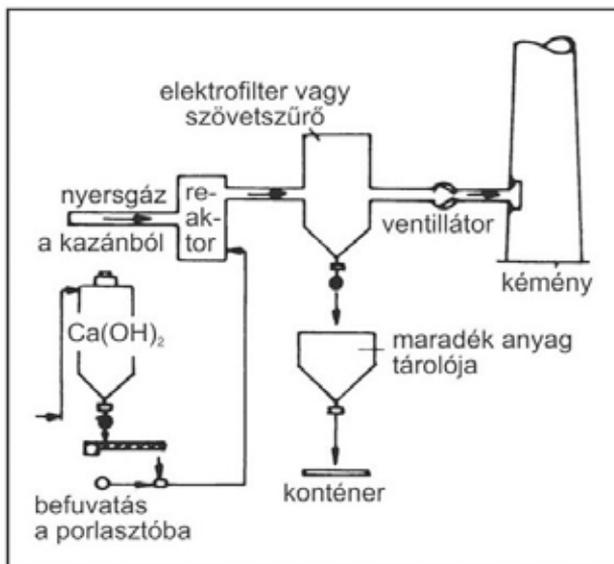 elektrofilter vagy
szövetszűrő
nyersgáz
a kazánból
re-
ak-
tor
ventillátor
kémény
Ca(OH)₂
maradék anyag
tárolója
konténer
befuvatás
a porlasztóba